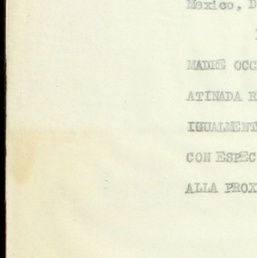 Mexico, D
MADRE OCC
ATINADA R
IGUALMENT
CON ESPEC
ALLA PROX